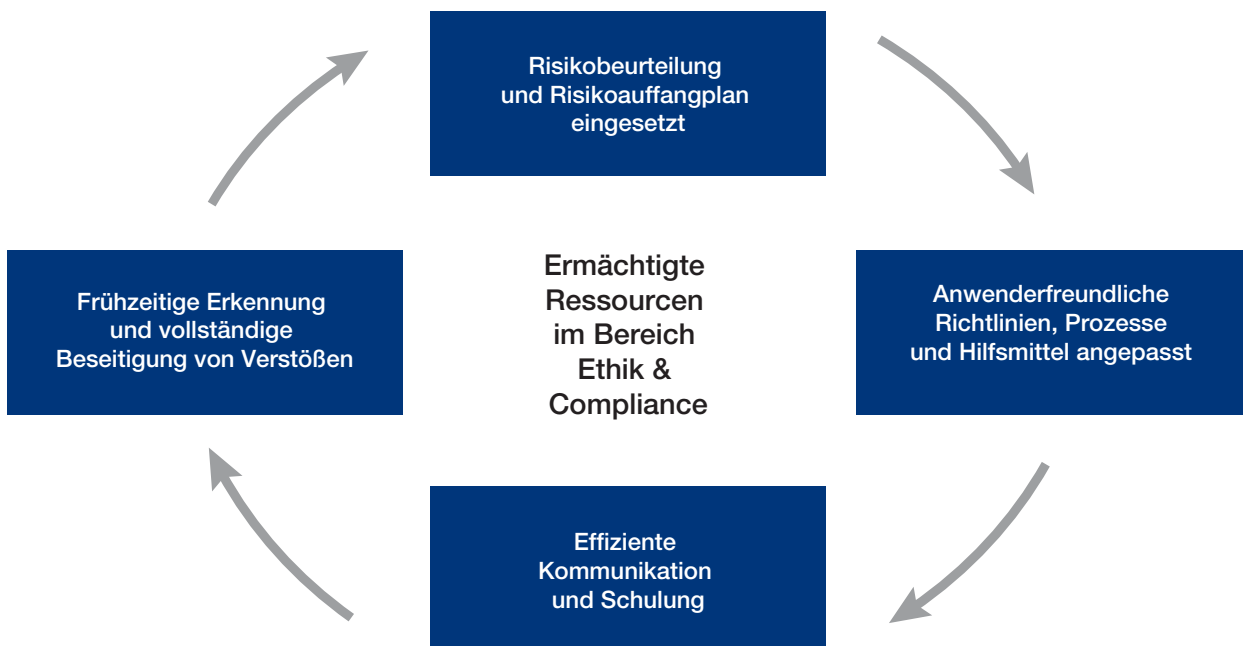 Risikobeurteilung
und Risikoauffangplan
eingesetzt
Frühzeitige Erkennung
und vollständige
Beseitigung von Verstößen
Ermächtigte
Ressourcen
im Bereich
Ethik &
Compliance
Anwenderfreundliche
Richtlinien, Prozesse
und Hilfsmittel angepasst
Effiziente
Kommunikation
und Schulung